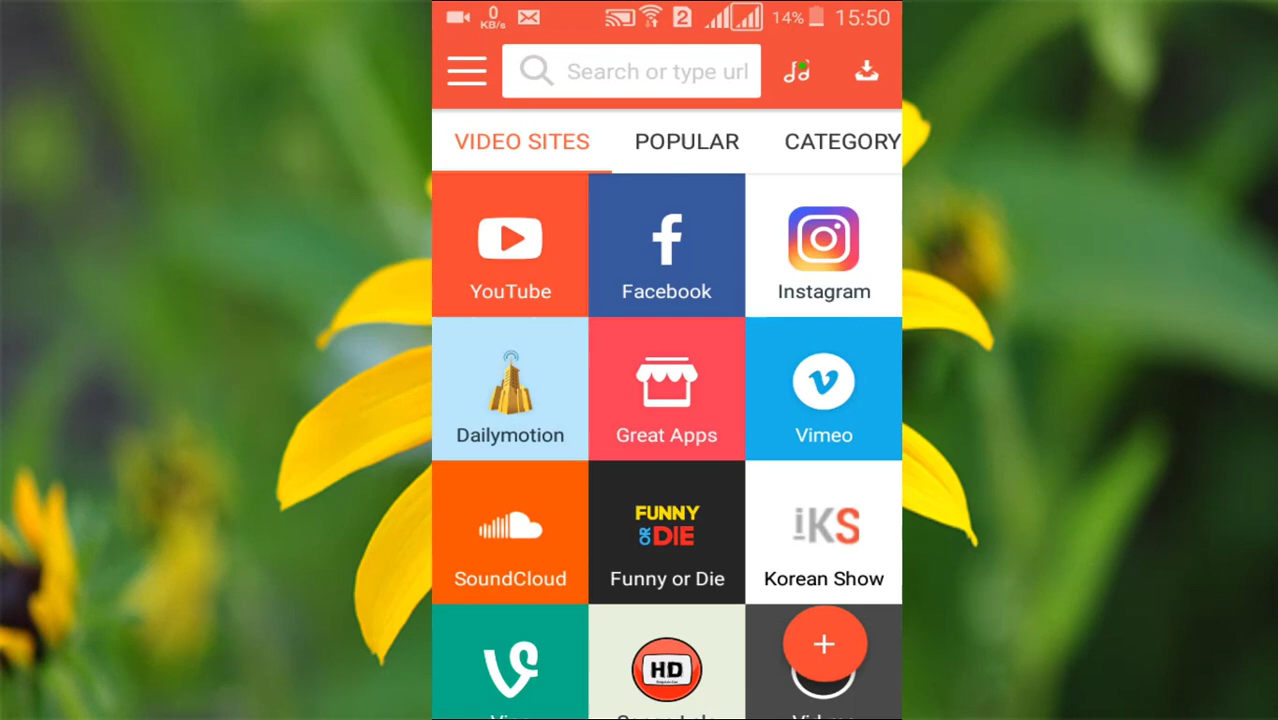 0
KB/s
2
14%
15:50
Search or type url
VIDEO SITES
POPULAR
CATEGORY
YouTube
Facebook
Instagram
Dailymotion
Great Apps
Vimeo
FUNNY
OR DIE
iKS
SoundCloud
Funny or Die
Korean Show
HD
Vine